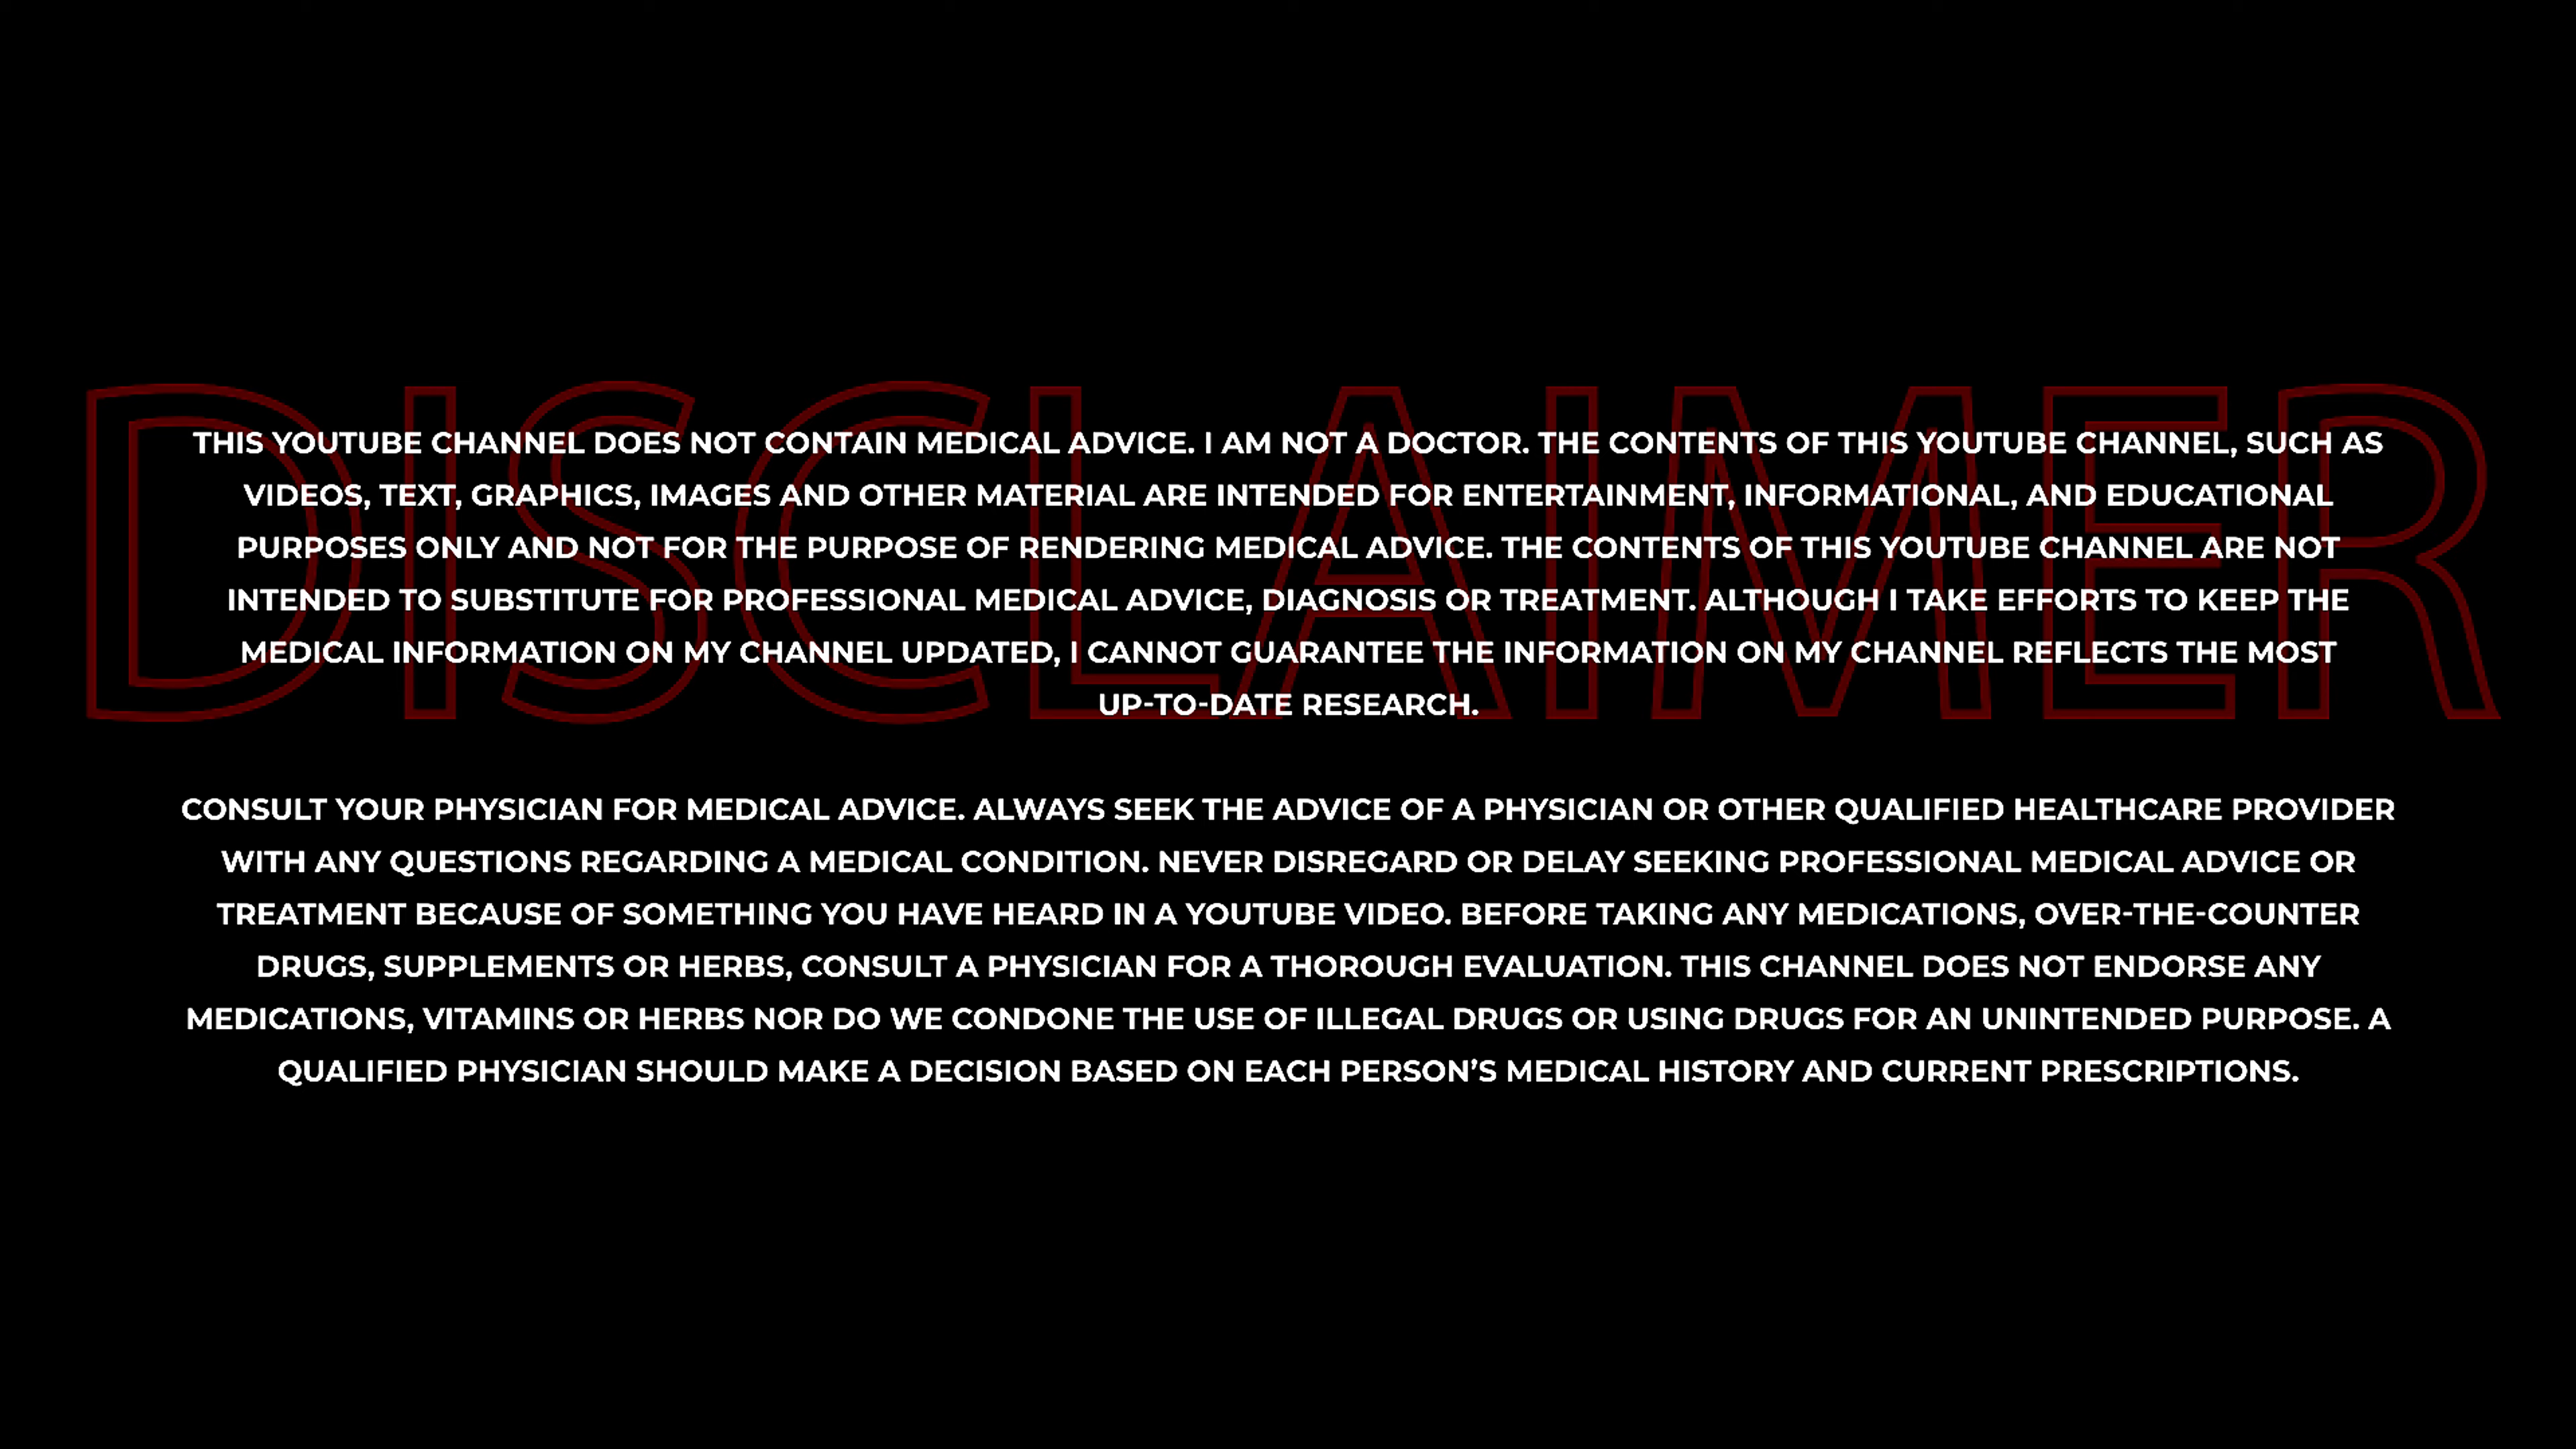 DISCLAIMER
THIS YOUTUBE CHANNEL DOES NOT CONTAIN MEDICAL ADVICE. I AM NOT A DOCTOR. THE CONTENTS OF THIS YOUTUBE CHANNEL, SUCH AS
VIDEOS, TEXT, GRAPHICS, IMAGES AND OTHER MATERIAL ARE INTENDED FOR ENTERTAINMENT, INFORMATIONAL, AND EDUCATIONAL
PURPOSES ONLY AND NOT FOR THE PURPOSE OF RENDERING MEDICAL ADVICE. THE CONTENTS OF THIS YOUTUBE CHANNEL ARE NOT
INTENDED TO SUBSTITUTE FOR PROFESSIONAL MEDICAL ADVICE, DIAGNOSIS OR TREATMENT. ALTHOUGH I TAKE EFFORTS TO KEEP THE
MEDICAL INFORMATION ON MY CHANNEL UPDATED, I CANNOT GUARANTEE THE INFORMATION ON MY CHANNEL REFLECTS THE MOST
UP-TO-DATE RESEARCH.
CONSULT YOUR PHYSICIAN FOR MEDICAL ADVICE. ALWAYS SEEK THE ADVICE OF A PHYSICIAN OR OTHER QUALIFIED HEALTHCARE PROVIDER
WITH ANY QUESTIONS REGARDING A MEDICAL CONDITION. NEVER DISREGARD OR DELAY SEEKING PROFESSIONAL MEDICAL ADVICE OR
TREATMENT BECAUSE OF SOMETHING YOU HAVE HEARD IN A YOUTUBE VIDEO. BEFORE TAKING ANY MEDICATIONS, OVER-THE-COUNTER
DRUGS, SUPPLEMENTS OR HERBS, CONSULT A PHYSICIAN FOR A THOROUGH EVALUATION. THIS CHANNEL DOES NOT ENDORSE ANY
MEDICATIONS, VITAMINS OR HERBS NOR DO WE CONDONE THE USE OF ILLEGAL DRUGS OR USING DRUGS FOR AN UNINTENDED PURPOSE. A
QUALIFIED PHYSICIAN SHOULD MAKE A DECISION BASED ON EACH PERSON’S MEDICAL HISTORY AND CURRENT PRESCRIPTIONS.